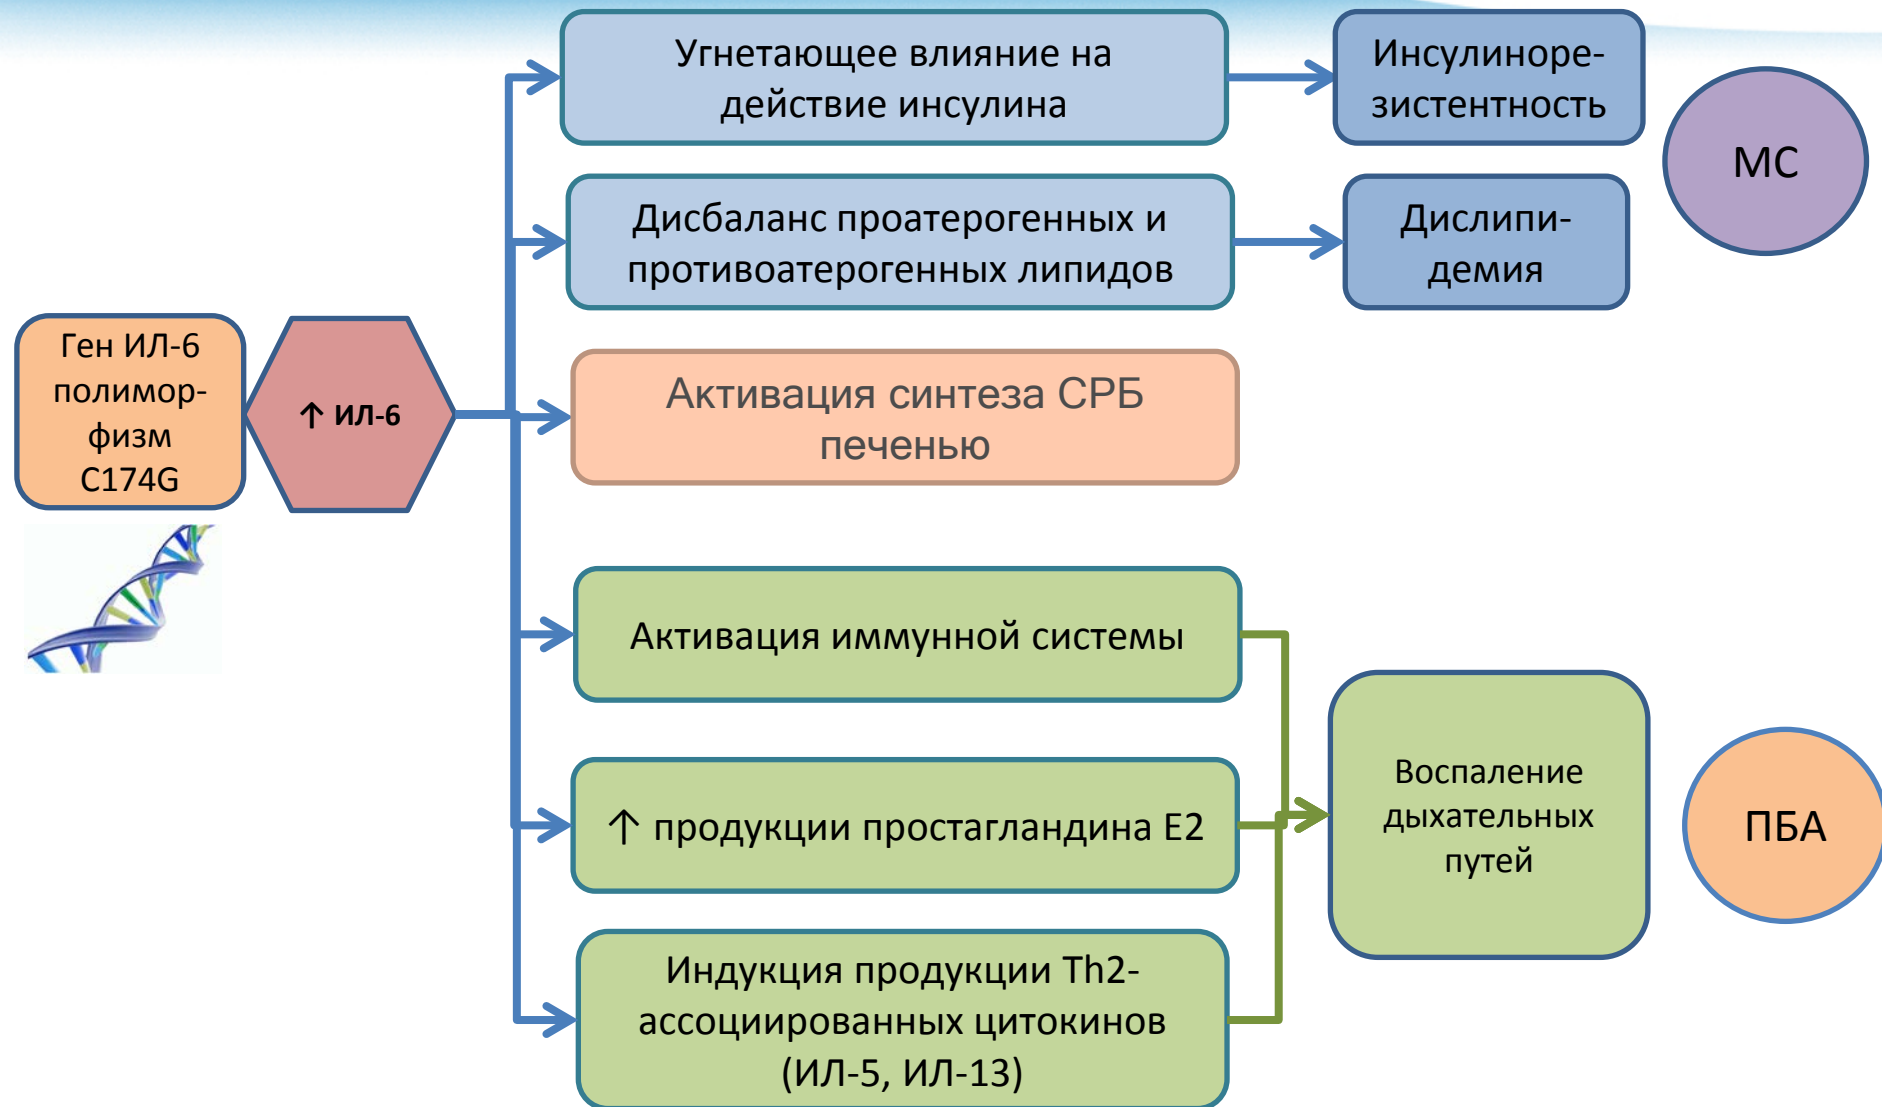 Угнетающее влияние на
действие инсулина
Инсулиноре-
зистентность
МС
Дисбаланс проатерогенных и
противоатерогенных липидов
Дислипи-
демия
Ген ИЛ-6
полимор-
физм
C174G
↑ ИЛ-6
Активация синтеза СРБ
печенью
Активация иммунной системы
↑ продукции простагландина Е2
Воспаление
дыхательных
путей
ПБА
Индукция продукции Th2-
ассоциированных цитокинов
(ИЛ-5, ИЛ-13)